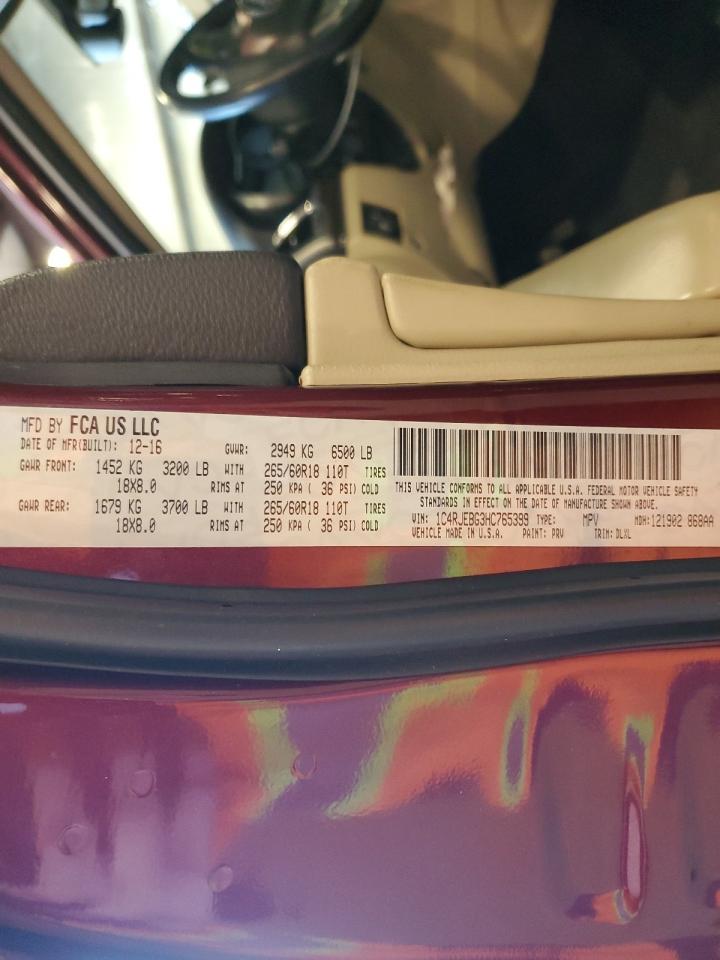 MFD BY FCA US LLC
DATE OF MFR(BUILT): 12-16 GVWR: 2949 KG 6500 LB
GAWR FRONT: 1452 KG 3200 LB WITH 265/60R18 110T TIRES
18X8.0 RIMS AT 250 KPA ( 36 PSI) COLD
GAWR REAR: 1679 KG 3700 LB WITH 265/60R18 110T TIRES
18X8.0 RIMS AT 250 KPA ( 36 PSI) COLD
THIS VEHICLE CONFORMS TO ALL APPLICABLE U.S.A. FEDERAL MOTOR VEHICLE SAFETY
STANDARDS IN EFFECT ON THE DATE OF MANUFACTURE SHOWN ABOVE.
VIN: 1C4RJEBG3HC765399 TYPE: MPV MDH: 121902 868AA
VEHICLE MADE IN U.S.A. PAINT: PRV TRIM: DLXL